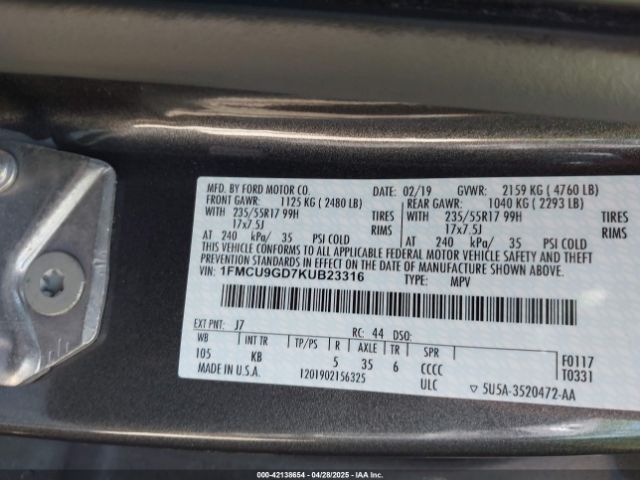 MFD. BY FORD MOTOR CO. DATE: 02/19 GVWR: 2159 KG ( 4760 LB)
FRONT GAWR: 1125 KG ( 2480 LB) REAR GAWR: 1040 KG ( 2293 LB)
WITH 235/55R17 99H TIRES WITH 235/55R17 99H TIRES
17x7.5J RIMS 17x7.5J RIMS
AT 240 kPa/ 35 PSI COLD AT 240 kPa/ 35 PSI COLD
THIS VEHICLE CONFORMS TO ALL APPLICABLE FEDERAL MOTOR VEHICLE SAFETY AND THEFT
PREVENTION STANDARDS IN EFFECT ON THE DATE OF MANUFACTURE SHOWN ABOVE.
VIN: 1FMCU9GD7KUB23316 TYPE: MPV
EXT PNT: J7 RC: 44 DSO:
WB INT TR TP/PS R AXLE TR SPR
105 KB 5 35 6 CCCC
ULC
F0117
T0331
MADE IN U.S.A. 1201902156325
▽ 5U5A-3520472-AA
000-42138654 | 04/28/2025 | IAA Inc.